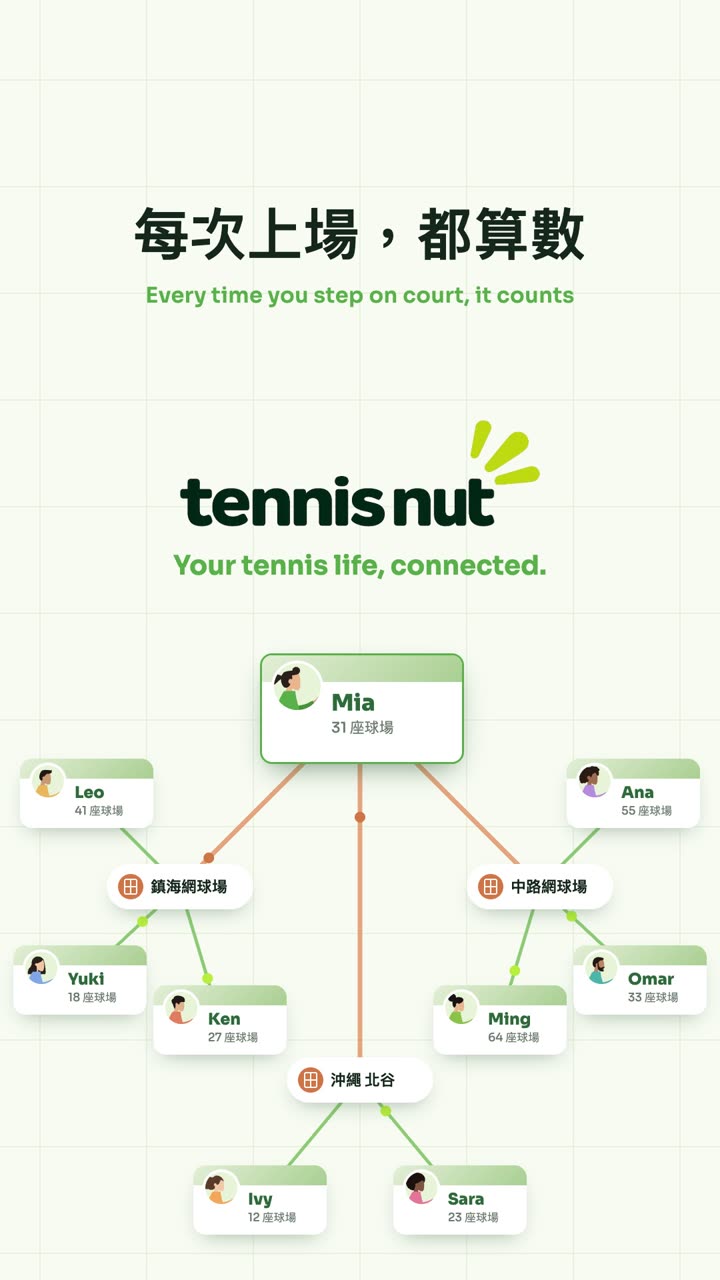 每次上場，都算數
Every time you step on court, it counts
tennis nut
Your tennis life, connected.
Mia
31 座球場
Leo
41 座球場
Ana
55 座球場
鎮海網球場
中路網球場
Yuki
18 座球場
Omar
33 座球場
Ken
27 座球場
Ming
64 座球場
沖繩 北谷
Ivy
12 座球場
Sara
23 座球場